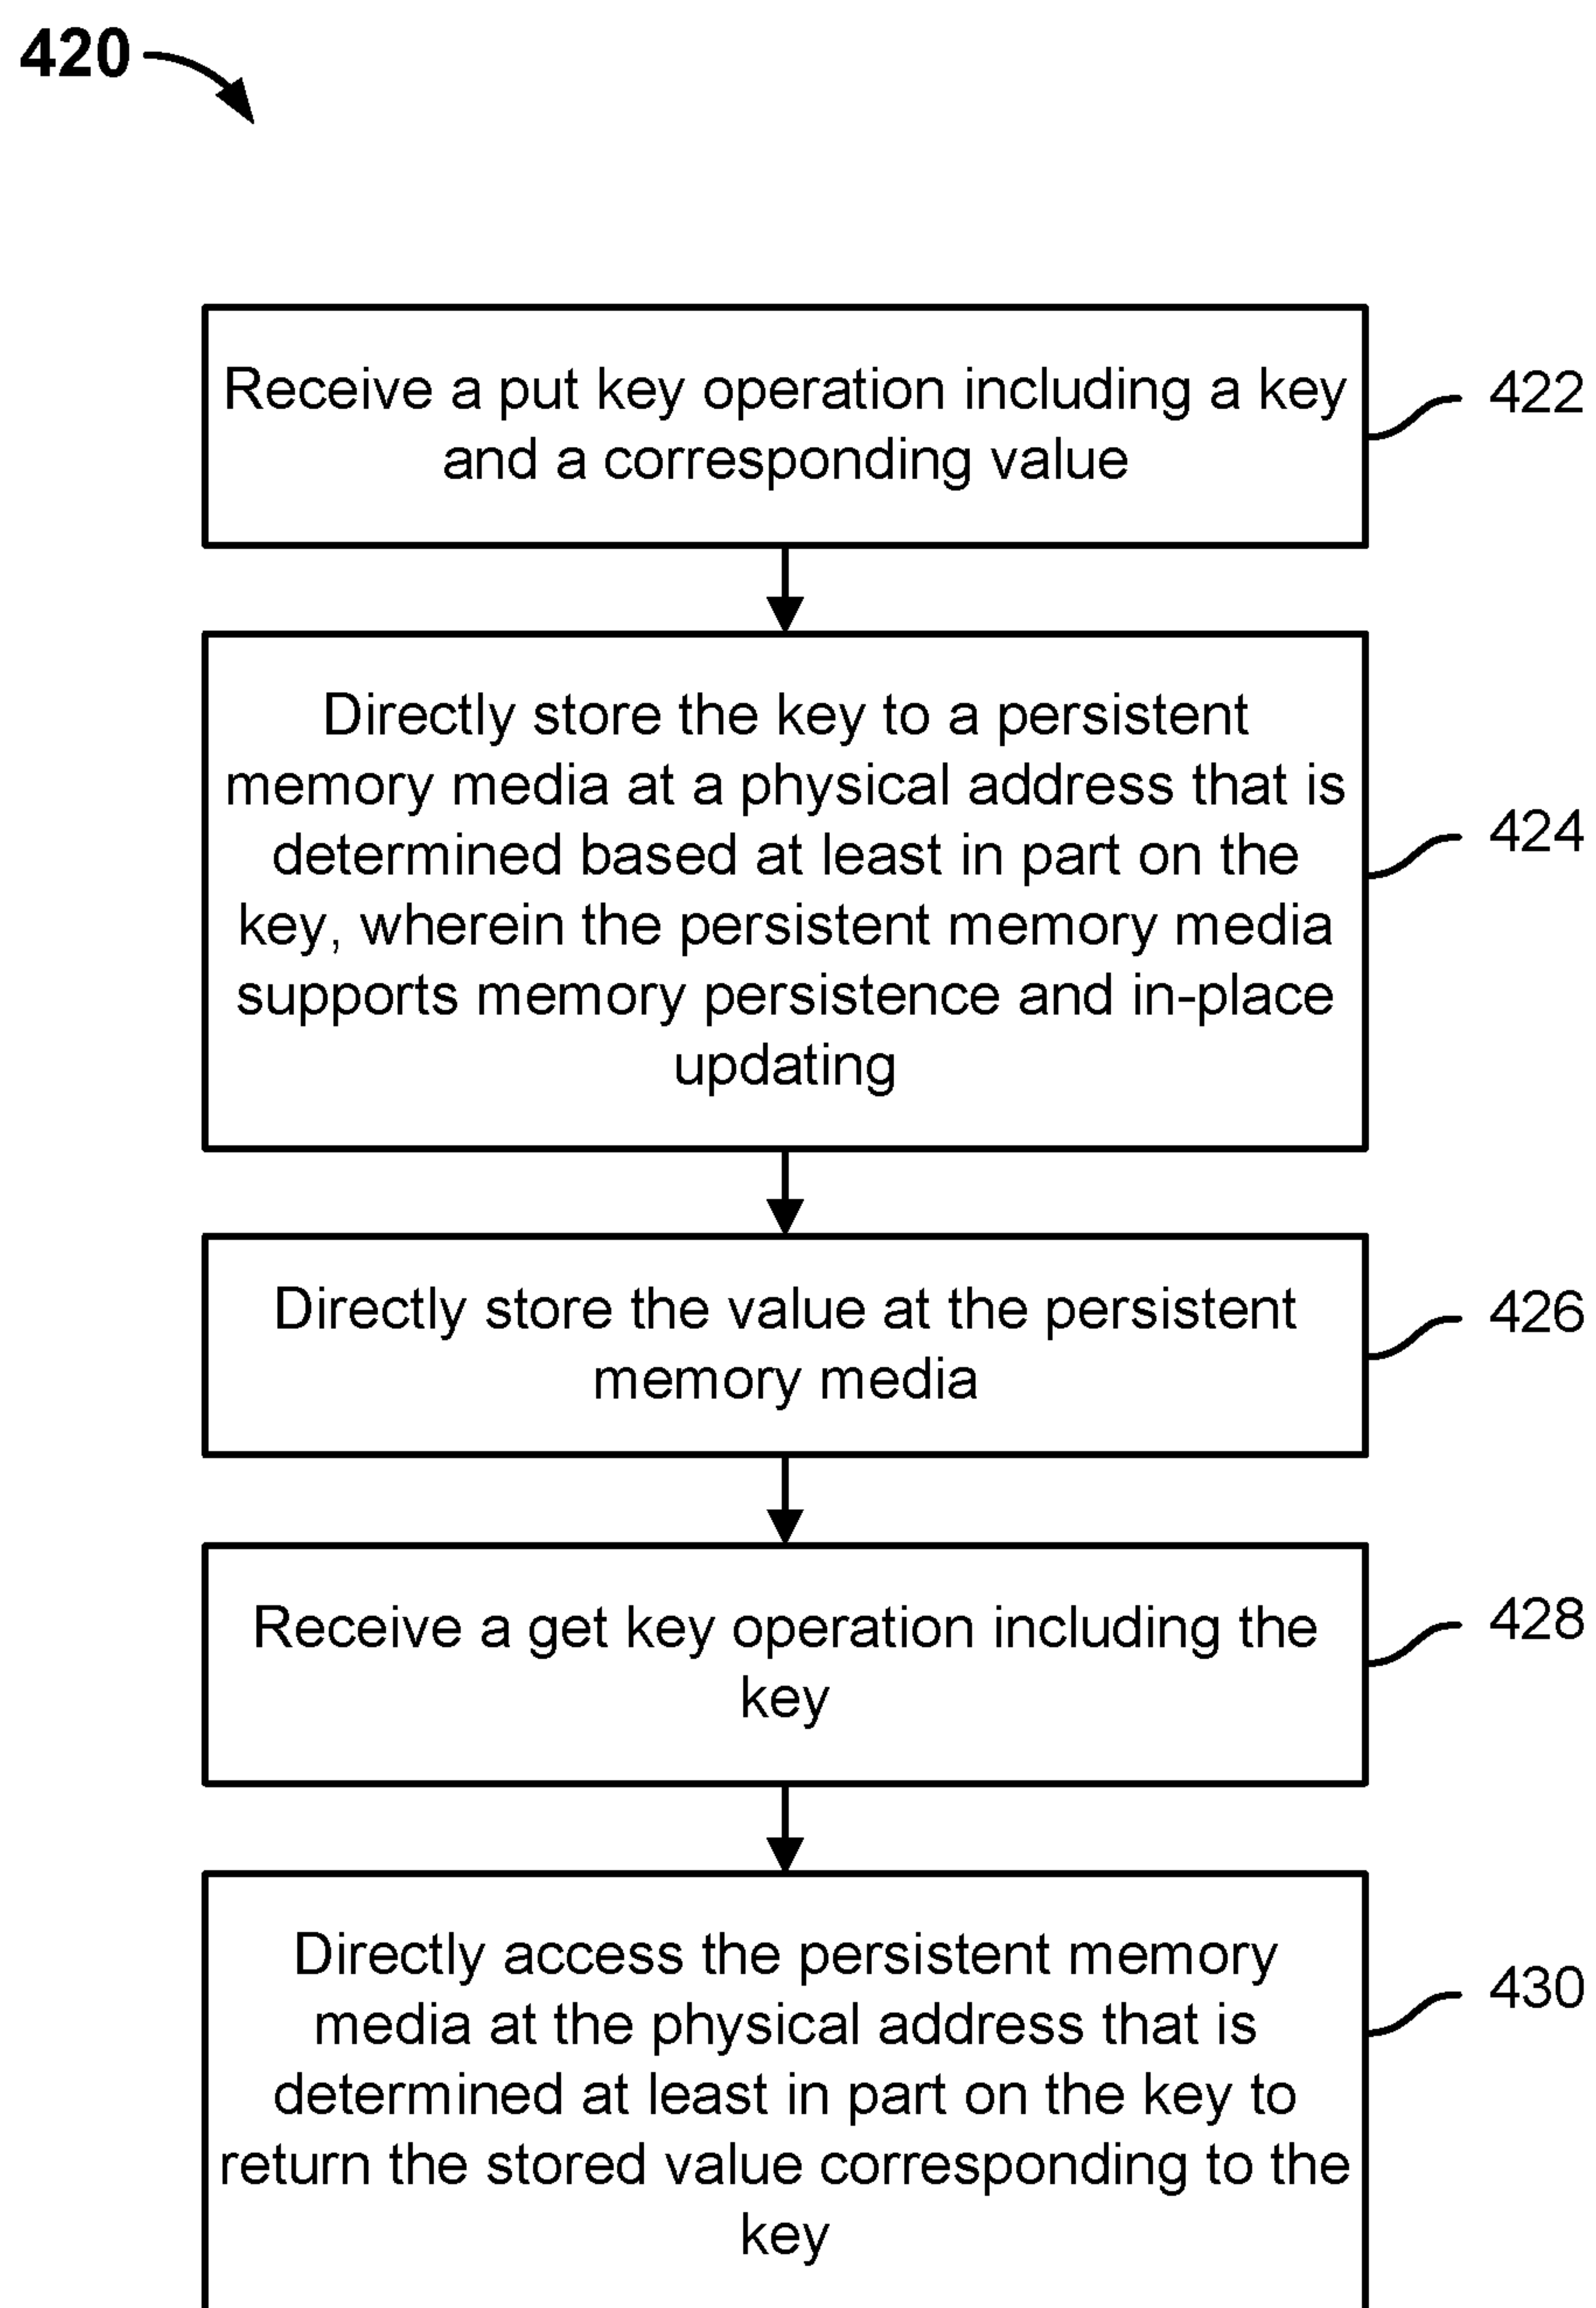 420
Receive a put key operation including a key
and a corresponding value
422
Directly store the key to a persistent
memory media at a physical address that is
determined based at least in part on the
key, wherein the persistent memory media
supports memory persistence and in-place
updating
424
Directly store the value at the persistent
memory media
426
Receive a get key operation including the
key
428
Directly access the persistent memory
media at the physical address that is
determined at least in part on the key to
return the stored value corresponding to the
key
430